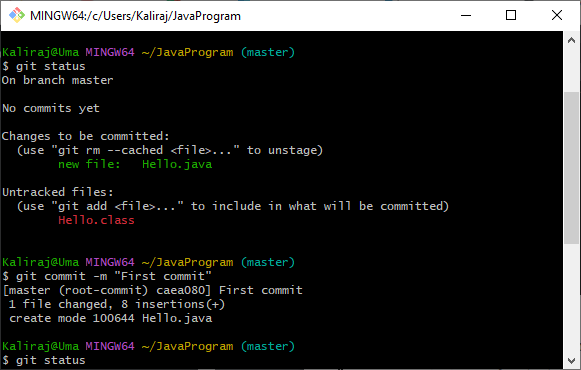 MINGW64:/c/Users/Kaliraj/JavaProgram
Kaliraj@Uma MINGW64 ~/JavaProgram (master)
$ git status
On branch master
No commits yet
Changes to be committed:
  (use "git rm --cached <file>..." to unstage)
        new file:   Hello.java
Untracked files:
  (use "git add <file>..." to include in what will be committed)
        Hello.class
Kaliraj@Uma MINGW64 ~/JavaProgram (master)
$ git commit -m "First commit"
[master (root-commit) caea080] First commit
 1 file changed, 8 insertions(+)
 create mode 100644 Hello.java
Kaliraj@Uma MINGW64 ~/JavaProgram (master)
$ git status